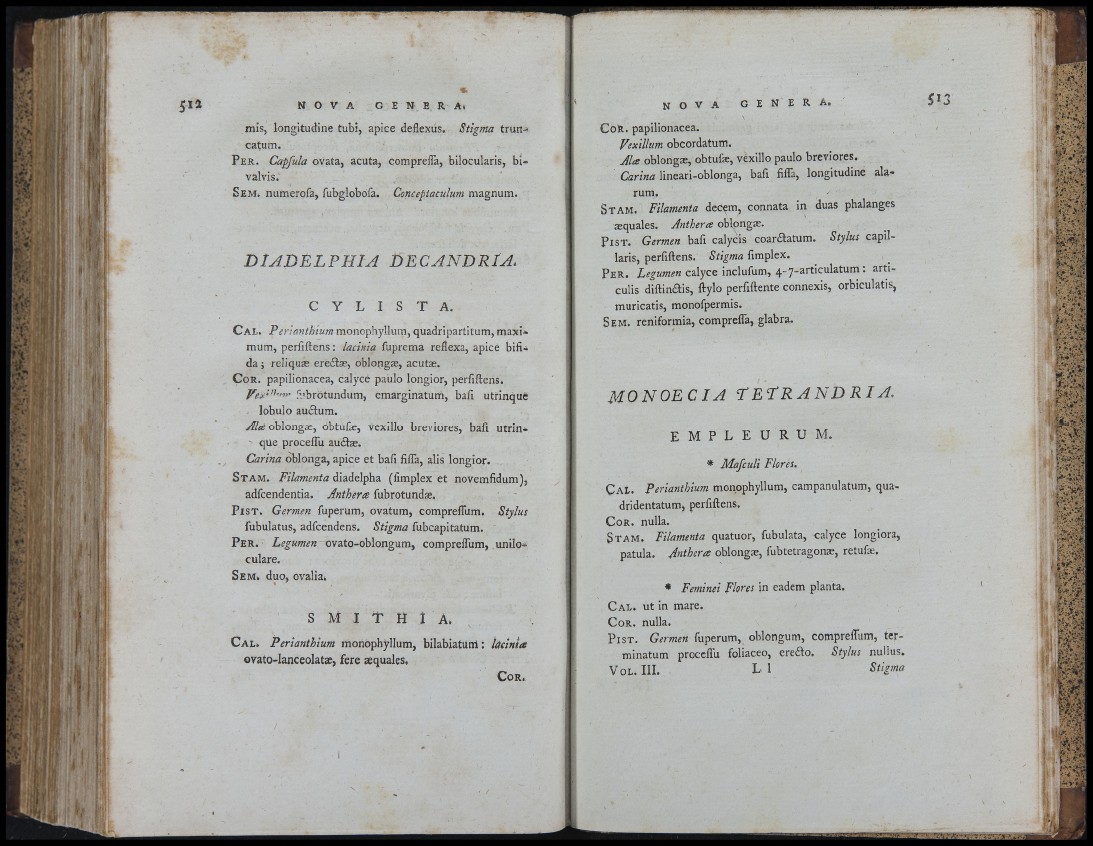 512 NOVA GENERA.
mis, longitudine tubi, apice deflexus. Stigma trun-
catum.
PER. Capſula ovata, acuta, compreſſa, bilocularis, bi-
valvis.
SEM. numeroſa, ſubgloboſa. Conceptaculum magnum.
DIADELPHIA DECANDRIA.
CYLISTA.
CAL. Perianthium monophyllum, quadripartitum, maxi-
mum, perſiſtens: lacinia ſuprema reflexa, apice bifi-
da; reliquæ erectæ, oblongæ, acutæ.
COR. papilionacea, calyce paulo longior, perſiſtens.
Vexillum ſubrotundum, emarginatum, baſi utrinque
lobulo auctum.
Alæ oblongæ, obtuſæ, vexillo breviores, baſi utrin-
que proceſſu auctæ.
Carina oblonga, apice et baſi fiſſa, alis longior.
STAM. Filamenta diadelpha (ſimplex et novemfidum),
adſcendentia. Antheræ ſubrotundæ.
PIST. Germen ſuperum, ovatum, compreſſum. Stylus
ſubulatus, adſcendens. Stigma ſubcapitatum.
PER. Legumen ovato-oblongum, compreſſum, unilo-
culare.
SEM. duo, ovalia.
SMITHIA.
CAL. Perianthium monophyllum, bilabiatum: laciniæ
ovato-lanceolatæ, fere æquales.
COR.
NOVA GENERA. 513
COR. papilionacea.
Vexillum obcordatum.
Alæ oblongæ, obtuſæ, vexillo paulo breviores.
Carina lineari-oblonga, baſi fiſſa, longitudine ala-
rum.
STAM. Filamenta decem, connata in duas phalanges
æquales. Antheræ oblongæ.
PIST. Germen baſi calycis coarctatum. Stylus capil-
laris, perſiſtens. Stigma ſimplex.
PER. Legumen calyce incluſum, 4-7-articulatum: arti-
culis diſtinctis, ſtylo perſiſtente connexis, orbiculatis,
muricatis, monoſpermis.
SEM. reniformia, compreſſa, glabra.
MONOECIA TETRANDRIA.
EMPLEURUM.
* Maſculi Flores.
CAL. Perianthium monophyllum, campanulatum, qua-
dridentatum, perſiſtens.
COR. nulla.
STAM. Filamenta quatuor, ſubulata, calyce longiora,
patula. Antheræ oblongæ, ſubtetragonæ, retuſæ.
* Feminei Flores in eadem planta.
CAL. ut in mare.
COR. nulla.
PIST. Germen ſuperum, oblongum, compreſſum, ter-
minatum proceſſu foliaceo, erecto. Stylus nullus.
VOL. III. L l Stigma